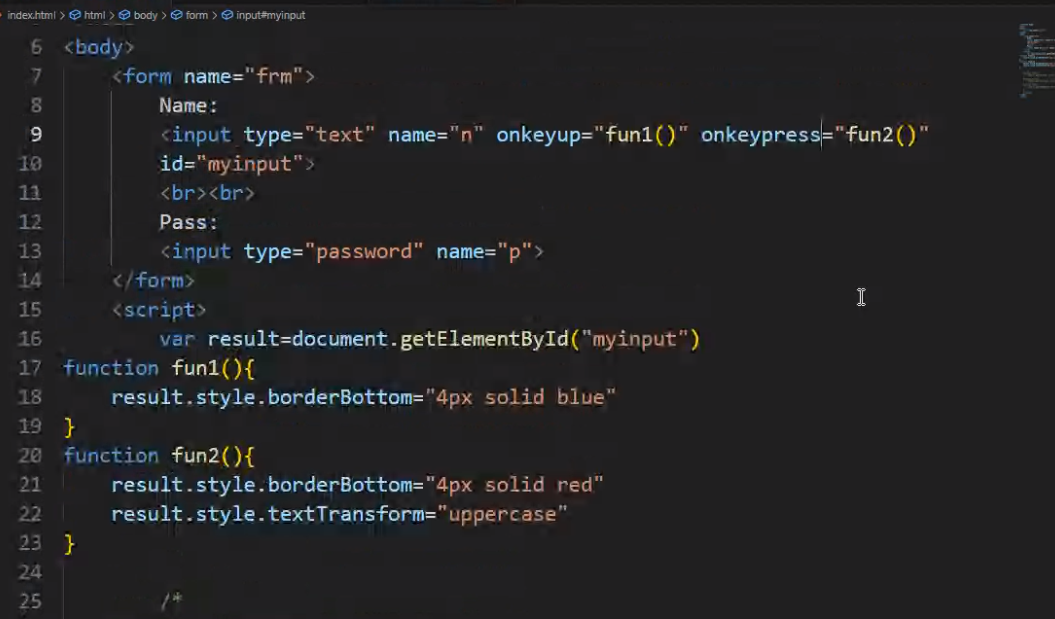 index.html > html > body > form > input#myinput
6 <body>
7 <form name="frm">
8 Name:
9 <input type="text" name="n" onkeyup="fun1()" onkeypress="fun2()"
10 id="myinput">
11 <br><br>
12 Pass:
13 <input type="password" name="p">
14 </form>
15 <script>
16 var result=document.getElementById("myinput")
17 function fun1(){
18 result.style.borderBottom="4px solid blue"
19 }
20 function fun2(){
21 result.style.borderBottom="4px solid red"
22 result.style.textTransform="uppercase"
23 }
24
25 /*